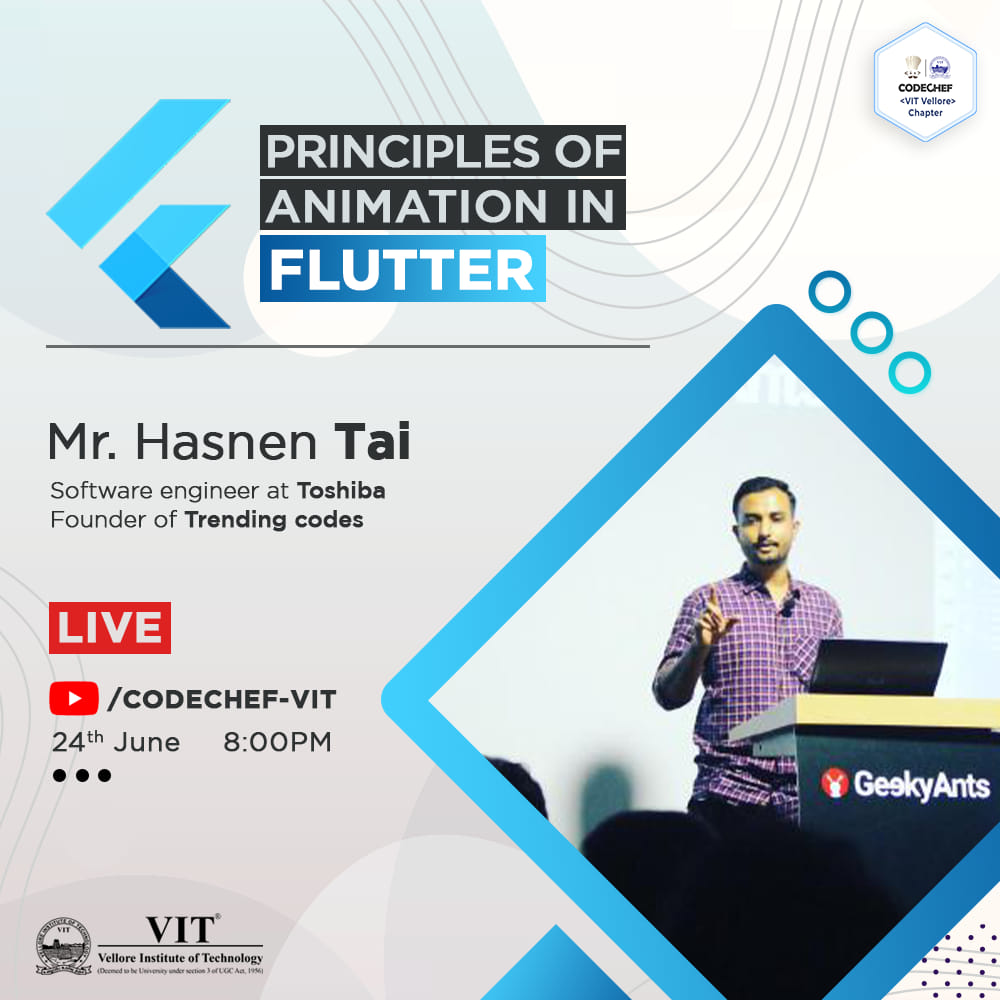 CODECHEF
<VIT Vellore>
Chapter
PRINCIPLES OF
ANIMATION IN
FLUTTER
Mr. Hasnen Tai
Software engineer at Toshiba
Founder of Trending codes
LIVE
/CODECHEF-VIT
24th June 8:00PM
GeekyAnts
VIT®
Vellore Institute of Technology
(Deemed to be University under section 3 of UGC Act, 1956)